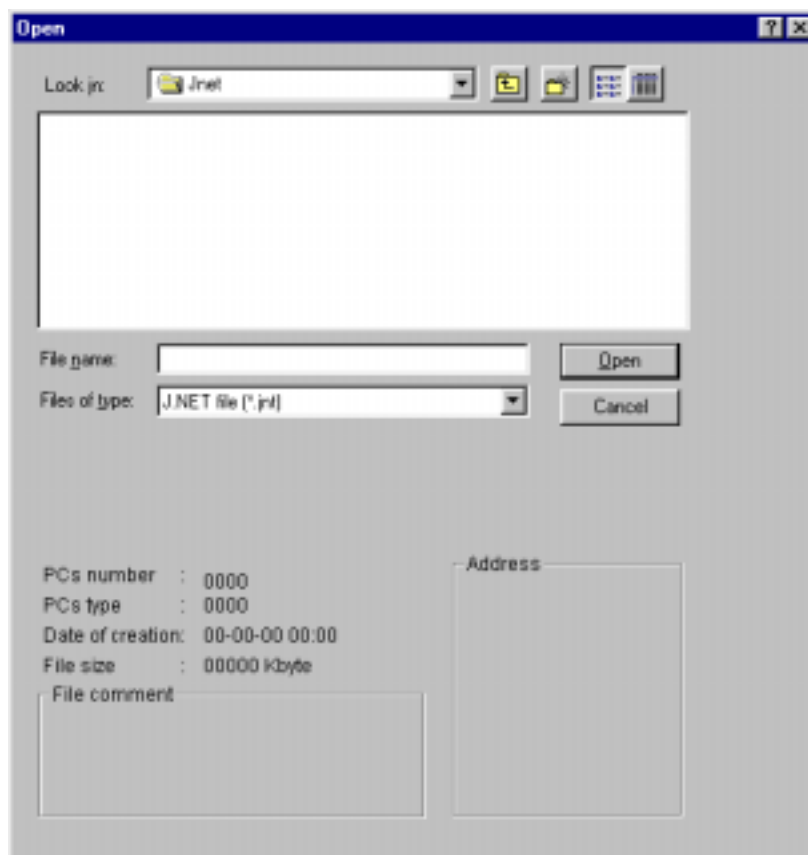 Open
Look in: Jnet
File name:
Open
Files of type: J.NET file (*.jnt)
Cancel
PCs number : 0000
PCs type : 0000
Date of creation: 00-00-00 00:00
File size : 00000 Kbyte
File comment
Address